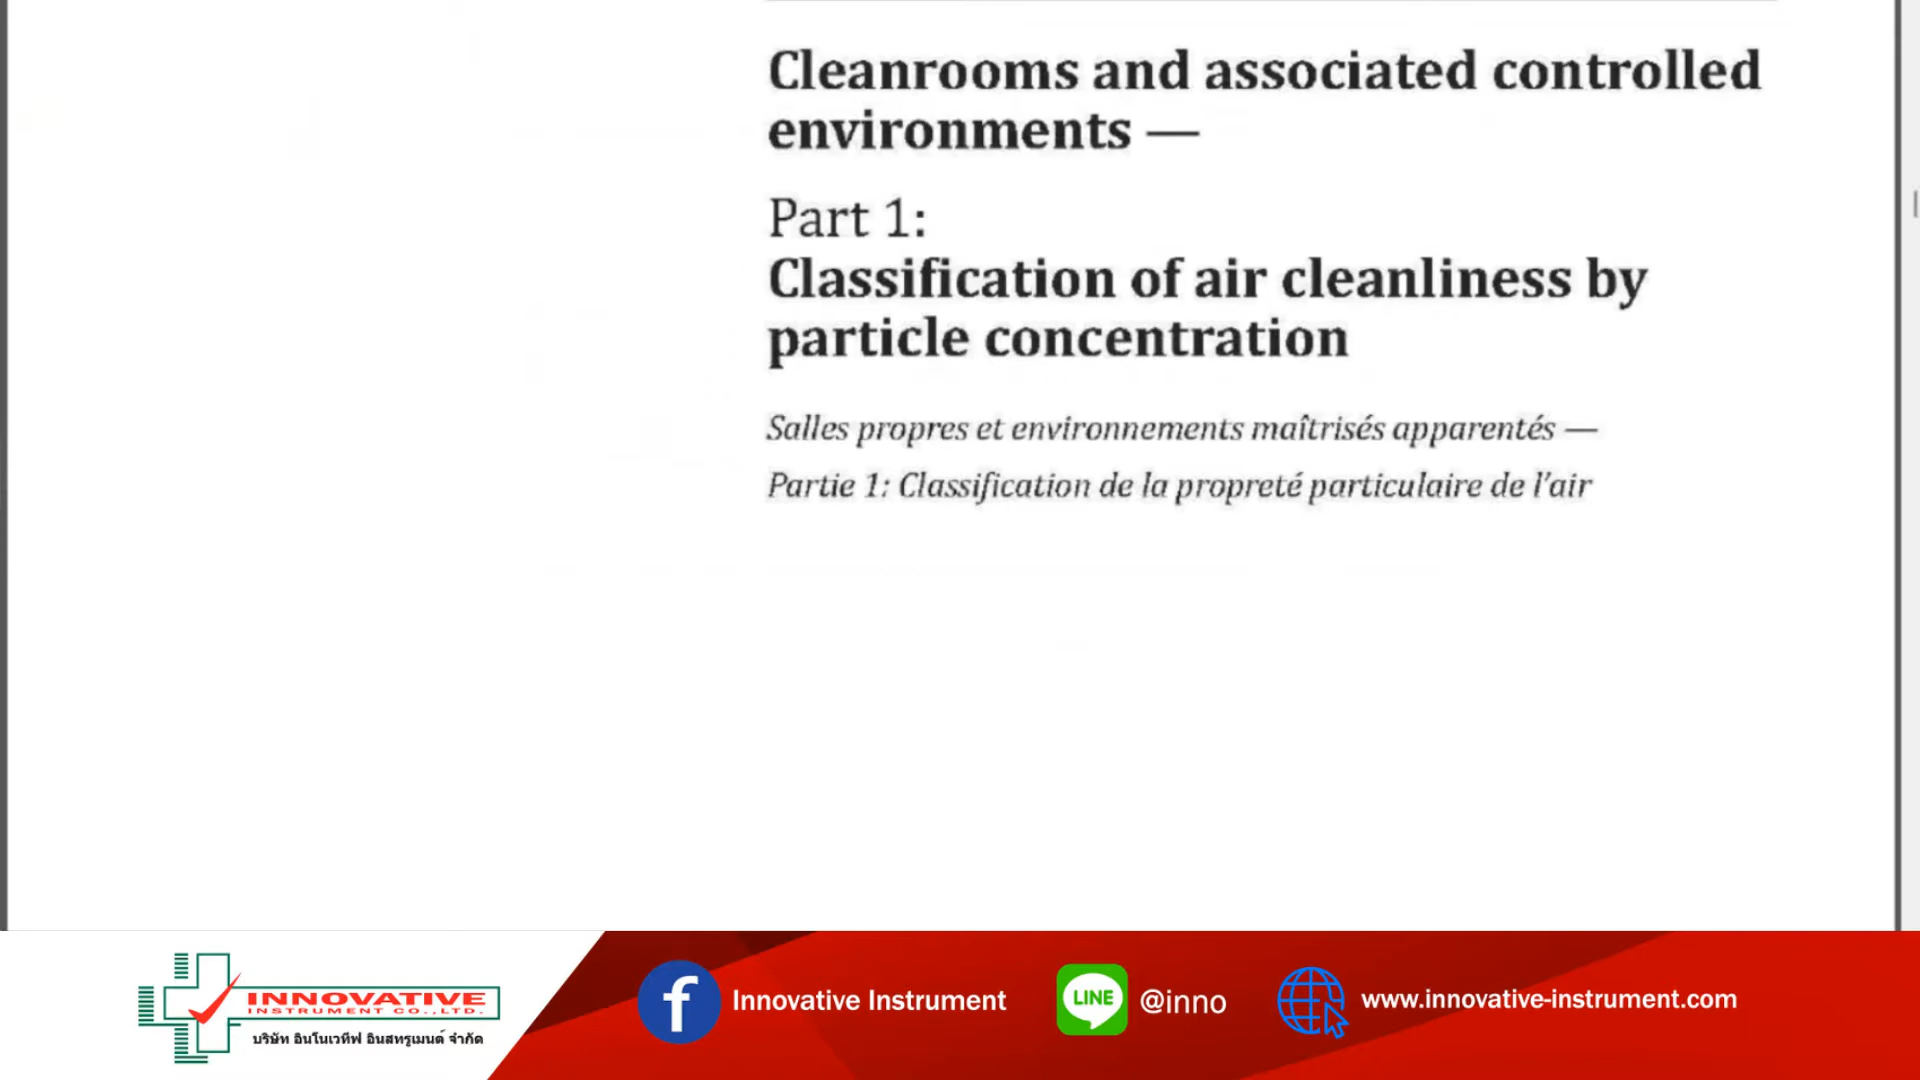 Cleanrooms and associated controlled
environments —
Part 1:
Classification of air cleanliness by
particle concentration
Salles propres et environnements maîtrisés apparentés —
Partie 1: Classification de la propreté particulaire de l'air
INNOVATIVE
INSTRUMENT CO.,LTD.
บริษัท อินโนเวทีฟ อินสทรูเมนต์ จำกัด
Innovative Instrument
LINE
@inno
www.innovative-instrument.com